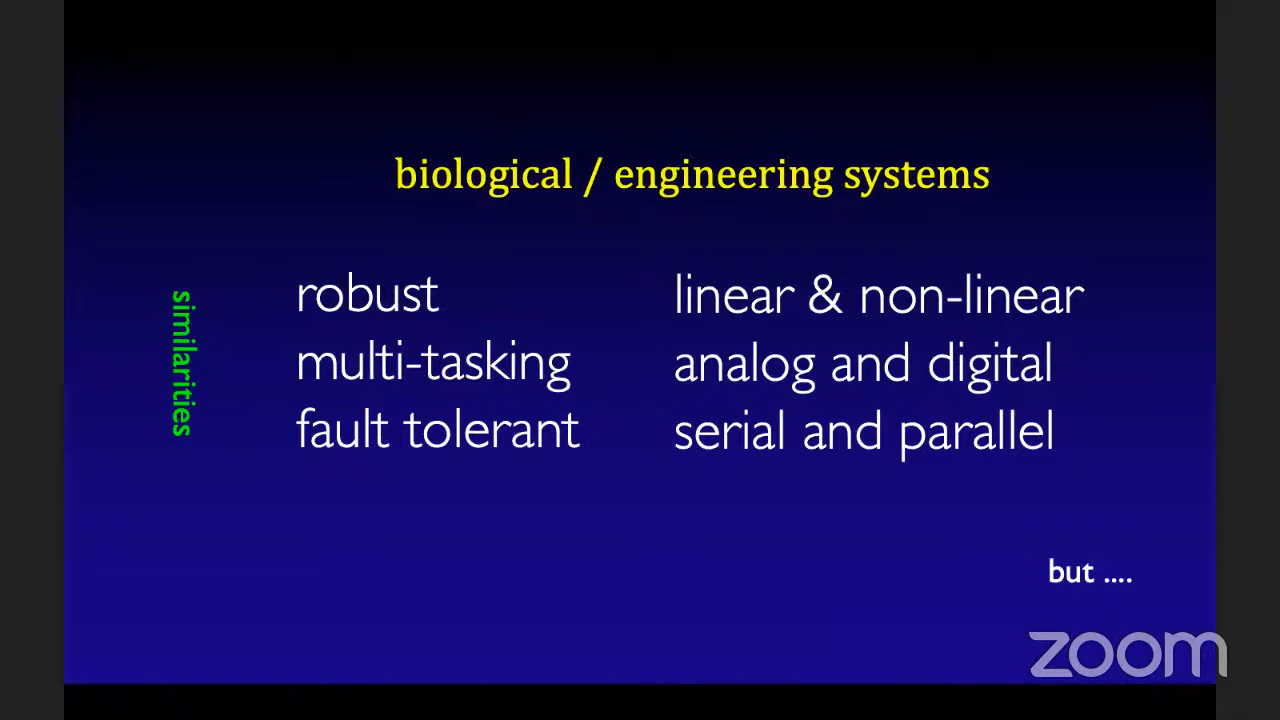 biological / engineering systems
similarities
robust
multi-tasking
fault tolerant
linear & non-linear
analog and digital
serial and parallel
but ....
zoom